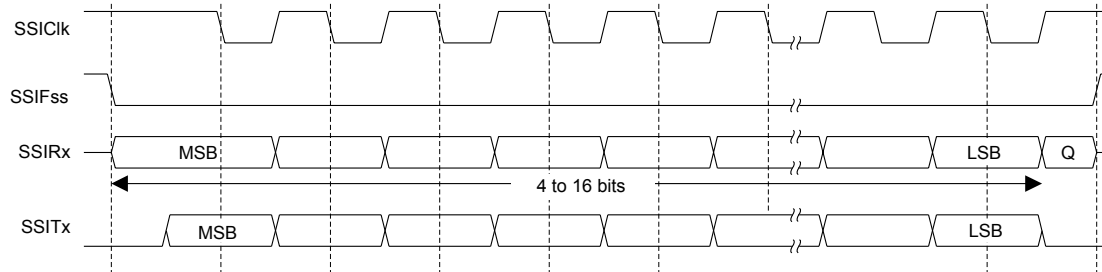 SSIClk
SSIFss
SSIRx MSB LSB Q
4 to 16 bits
SSITx MSB LSB